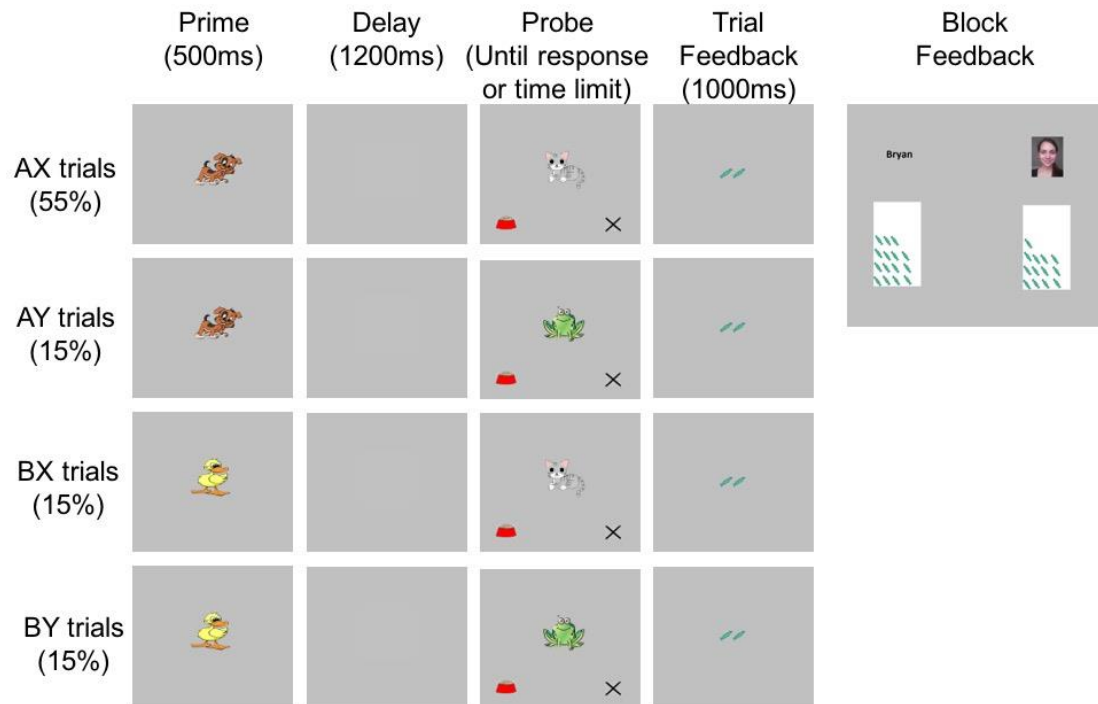 Prime
(500ms)
Delay
(1200ms)
Probe
(Until response
or time limit)
Trial
Feedback
(1000ms)
Block
Feedback
AX trials
(55%)
Bryan
AY trials
(15%)
BX trials
(15%)
BY trials
(15%)